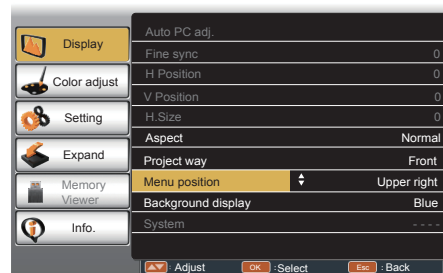 Display
Color adjust
Setting
Expand
Memory
Viewer
Info.
Auto PC adj.
Fine sync 0
H Position 0
V Position 0
H.Size 0
Aspect Normal
Project way Front
Menu position Upper right
Background display Blue
System - - - -
: Adjust OK :Select Esc : Back